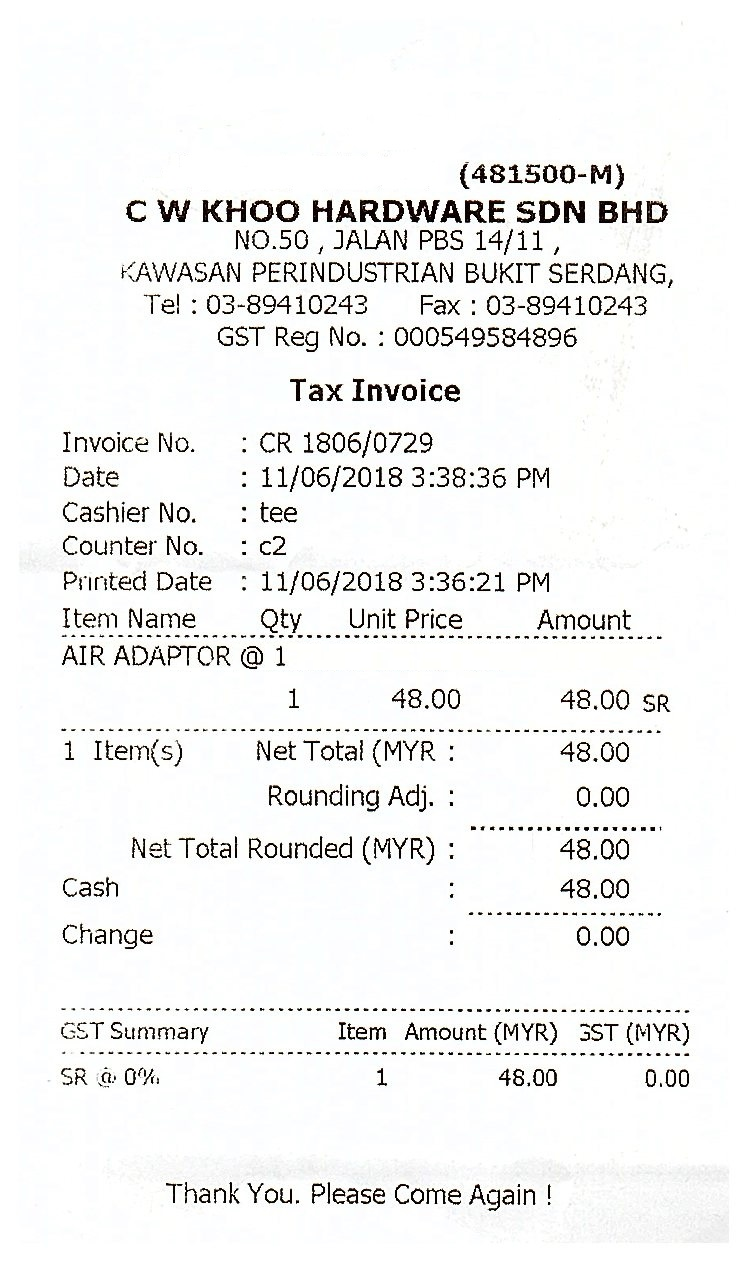 (481500-M)
C W KHOO HARDWARE SDN BHD
NO.50 , JALAN PBS 14/11 ,
KAWASAN PERINDUSTRIAN BUKIT SERDANG,
Tel : 03-89410243 Fax : 03-89410243
GST Reg No. : 000549584896
Tax Invoice
Invoice No. : CR 1806/0729
Date : 11/06/2018 3:38:36 PM
Cashier No. : tee
Counter No. : c2
Printed Date : 11/06/2018 3:36:21 PM
Item Name Qty Unit Price Amount
AIR ADAPTOR @ 1
1 48.00 48.00 SR
1 Item(s) Net Total (MYR : 48.00
Rounding Adj. : 0.00
Net Total Rounded (MYR) : 48.00
Cash : 48.00
Change : 0.00
GST Summary Item Amount (MYR) GST (MYR)
SR @ 0% 1 48.00 0.00
Thank You. Please Come Again !